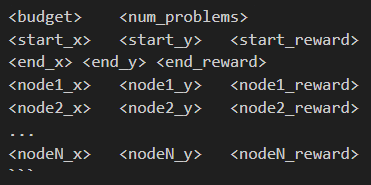 <budget>    <num_problems>
<start_x>   <start_y>   <start_reward>
<end_x> <end_y> <end_reward>
<node1_x>   <node1_y>   <node1_reward>
<node2_x>   <node2_y>   <node2_reward>
...
<nodeN_x>   <nodeN_y>   <nodeN_reward>
```